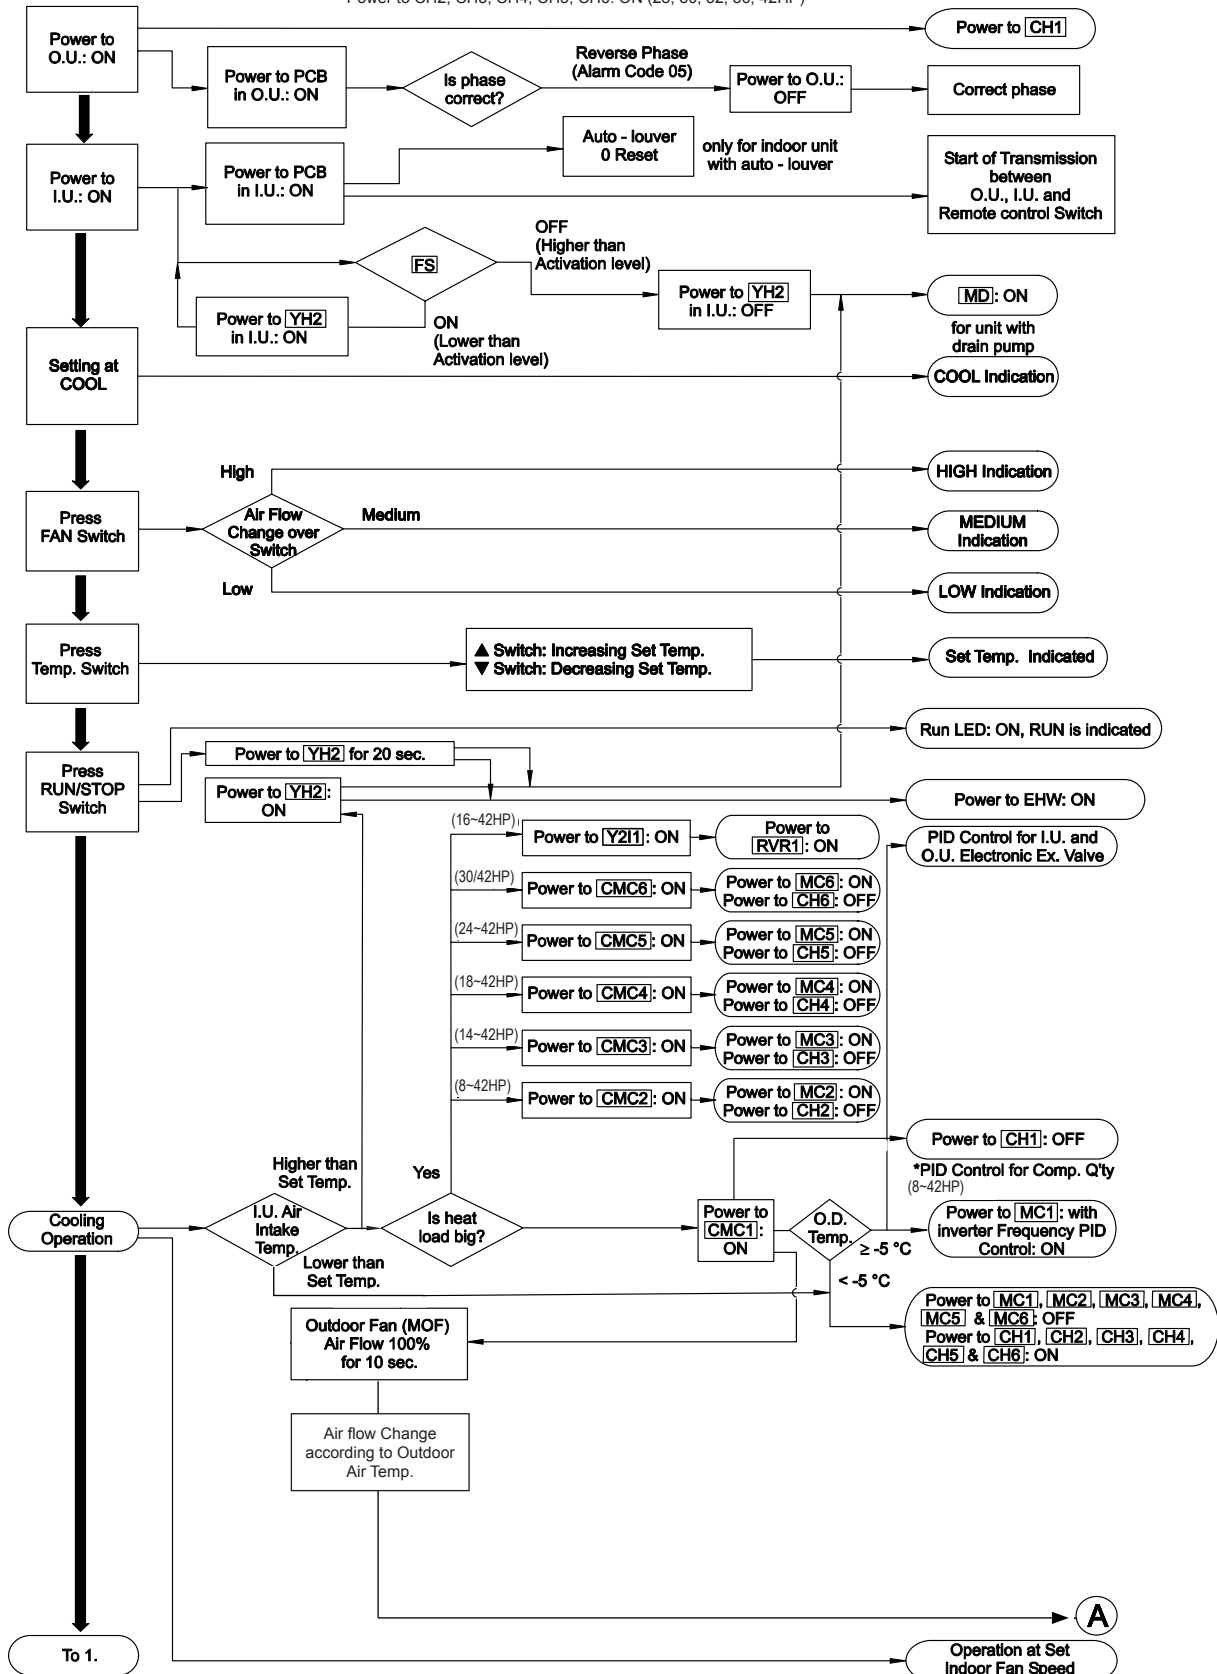 Power to
O.U.: ON
Power to CH1
Power to PCB
in O.U.: ON
Is phase
correct?
Reverse Phase
(Alarm Code 05)
Power to O.U.:
OFF
Correct phase
Power to
I.U.: ON
Power to PCB
in I.U.: ON
Auto - louver
0 Reset
only for indoor unit
with auto - louver
Start of Transmission
between
O.U., I.U. and
Remote control Switch
FS
OFF
(Higher than
Activation level)
Power to YH2
in I.U.: OFF
MD: ON
for unit with
drain pump
Power to YH2
in I.U.: ON
ON
(Lower than
Activation level)
Setting at
COOL
COOL Indication
High
HIGH Indication
Press
FAN Switch
Air Flow
Change over
Switch
Medium
MEDIUM
Indication
Low
LOW Indication
Press
Temp. Switch
▲ Switch: Increasing Set Temp.
▼ Switch: Decreasing Set Temp.
Set Temp. Indicated
Run LED: ON, RUN is indicated
Press
RUN/STOP
Switch
Power to YH2 for 20 sec.
Power to YH2:
ON
Power to EHW: ON
(16~42HP)
Power to Y2I1: ON
Power to
RVR1: ON
PID Control for I.U. and
O.U. Electronic Ex. Valve
(30/42HP)
Power to CMC6: ON
Power to MC6: ON
Power to CH6: OFF
(24~42HP)
Power to CMC5: ON
Power to MC5: ON
Power to CH5: OFF
(18~42HP)
Power to CMC4: ON
Power to MC4: ON
Power to CH4: OFF
(14~42HP)
Power to CMC3: ON
Power to MC3: ON
Power to CH3: OFF
(8~42HP)
Power to CMC2: ON
Power to MC2: ON
Power to CH2: OFF
Power to CH1: OFF
*PID Control for Comp. Q'ty
(8~42HP)
Higher than
Set Temp.
Yes
Cooling
Operation
I.U. Air
Intake
Temp.
Is heat
load big?
Power to
CMC1:
ON
O.D.
Temp.
≥ -5 °C
Power to MC1: with
inverter Frequency PID
Control: ON
Lower than
Set Temp.
< -5 °C
Power to MC1, MC2, MC3, MC4,
MC5 & MC6: OFF
Power to CH1, CH2, CH3, CH4,
CH5 & CH6: ON
Outdoor Fan (MOF)
Air Flow 100%
for 10 sec.
Air flow Change
according to Outdoor
Air Temp.
A
To 1.
Operation at Set
Indoor Fan Speed